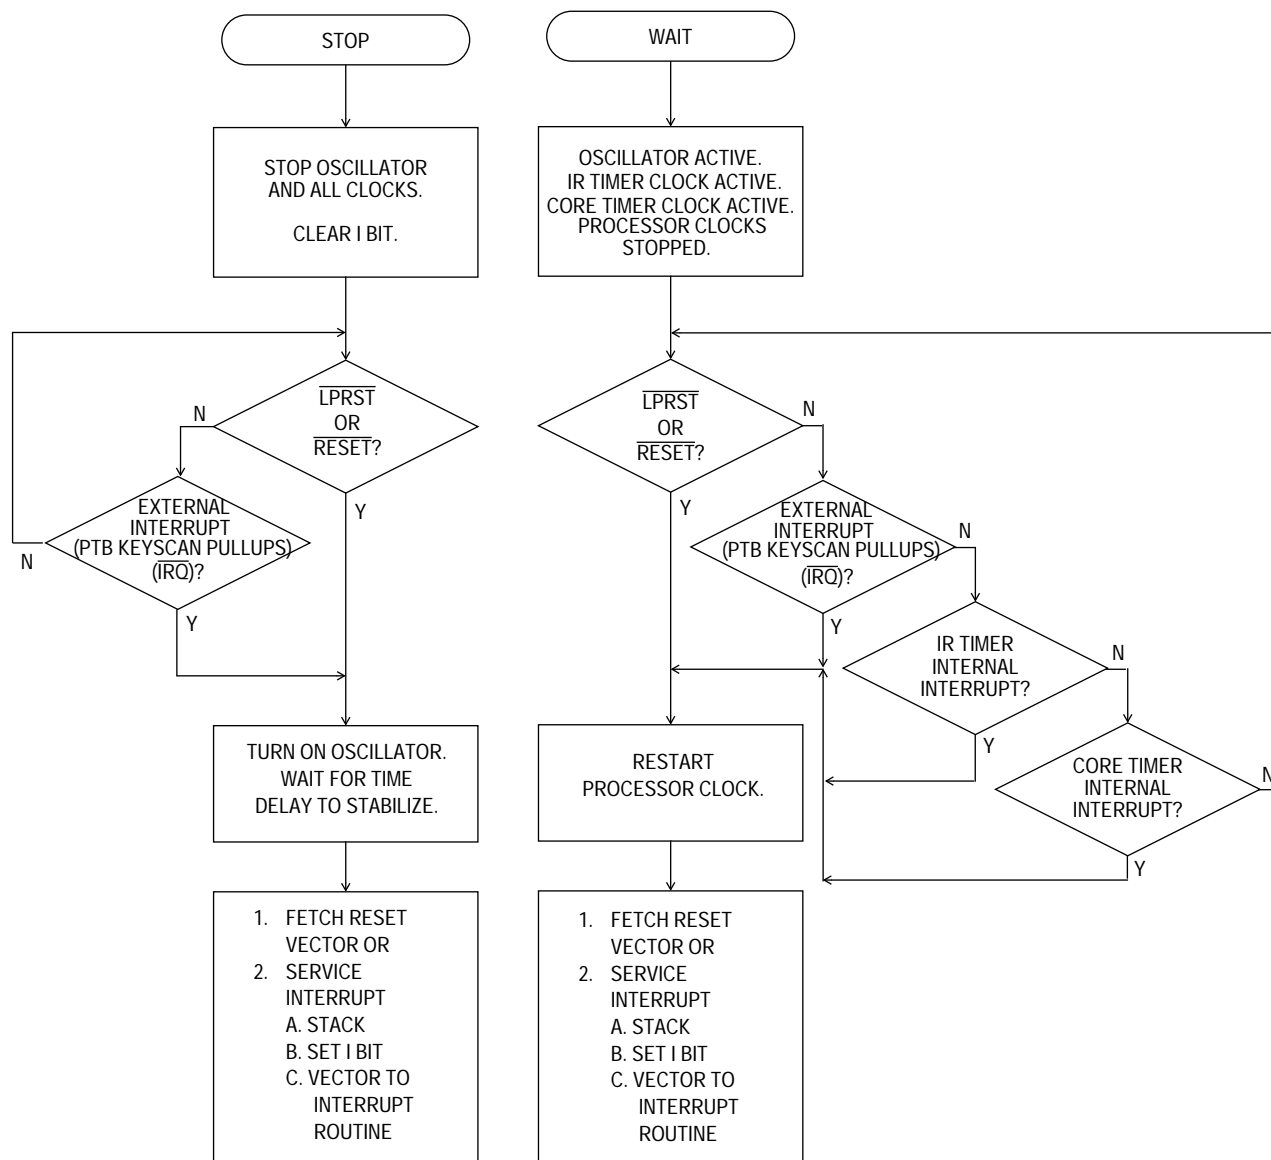 STOP
STOP OSCILLATOR
AND ALL CLOCKS.
CLEAR I BIT.
N
LPRST
OR
RESET?
Y
EXTERNAL
INTERRUPT
(PTB KEYSCAN PULLUPS)
(IRQ)?
N
Y
TURN ON OSCILLATOR.
WAIT FOR TIME
DELAY TO STABILIZE.
1. FETCH RESET
VECTOR OR
2. SERVICE
INTERRUPT
A. STACK
B. SET I BIT
C. VECTOR TO
INTERRUPT
ROUTINE
WAIT
OSCILLATOR ACTIVE.
IR TIMER CLOCK ACTIVE.
CORE TIMER CLOCK ACTIVE.
PROCESSOR CLOCKS
STOPPED.
LPRST
OR
RESET?
N
Y
EXTERNAL
INTERRUPT
(PTB KEYSCAN PULLUPS)
(IRQ)?
N
Y
IR TIMER
INTERNAL
INTERRUPT?
N
Y
CORE TIMER
INTERNAL
INTERRUPT?
N
Y
RESTART
PROCESSOR CLOCK.
1. FETCH RESET
VECTOR OR
2. SERVICE
INTERRUPT
A. STACK
B. SET I BIT
C. VECTOR TO
INTERRUPT
ROUTINE